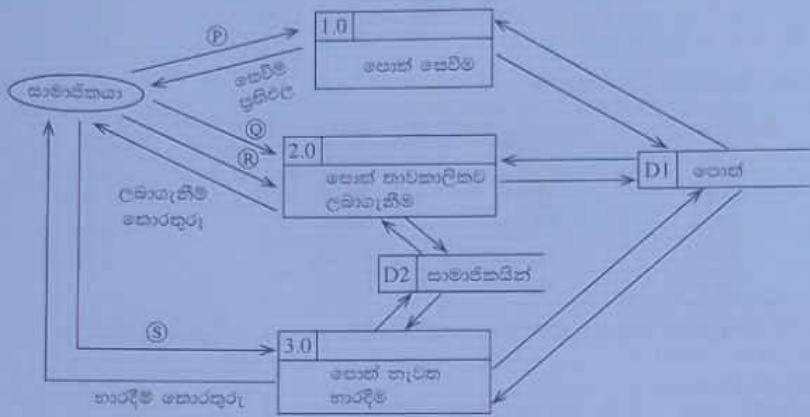 Ⓟ
1.0
පොත් සෙවීම
සෙවීම
ප්‍රතිඵල
සාමාජිකයා
Ⓠ
Ⓡ
2.0
පොත් තාවකාලිකව
ලබාගැනීම
D1 පොත්
ලබාගැනීම්
තොරතුරු
D2 සාමාජිකයින්
Ⓢ
3.0
පොත් නැවත
භාරදීම
භාරදීම් තොරතුරු